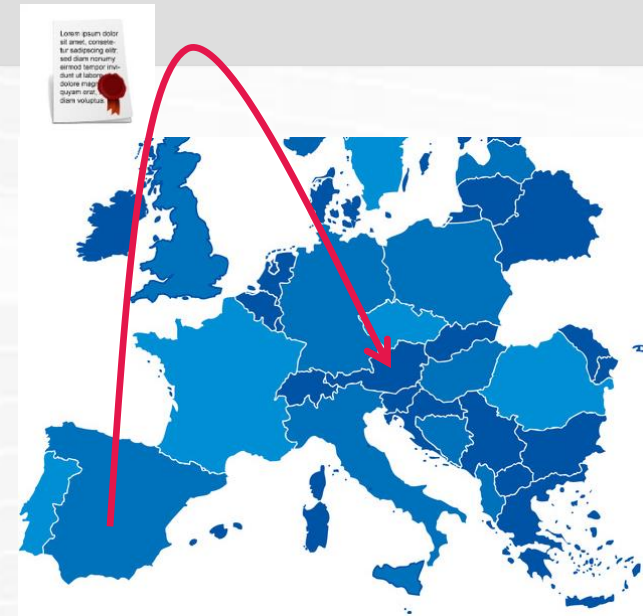 Lorem ipsum dolor
sit amet, consete-
tur sadipscing elitr,
sed diam nonumy
eirmod tempor invi-
dunt ut labore
dolore magn
quyam erat,
diam voluptua.